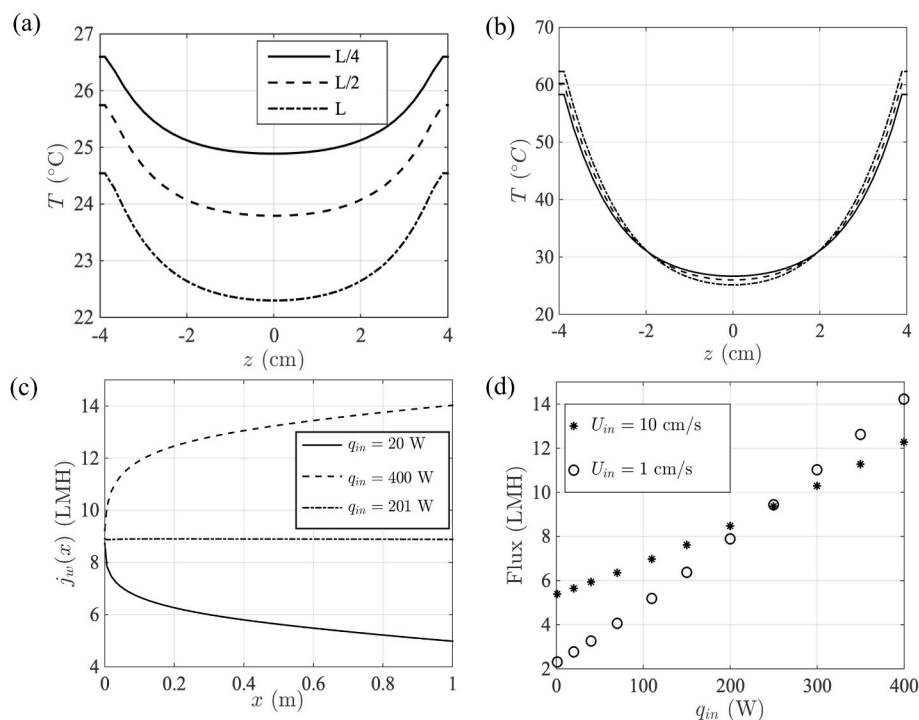 (a)
27
26
25
24
23
22
T (°C)
-4 -2 0 2 4
z (cm)
L/4
L/2
L
(b)
70
60
50
40
30
20
T (°C)
-4 -2 0 2 4
z (cm)
(c)
14
12
10
8
6
4
j_w(x) (LMH)
0 0.2 0.4 0.6 0.8 1
x (m)
q_in = 20 W
q_in = 400 W
q_in = 201 W
(d)
14
12
10
8
6
4
2
Flux (LMH)
0 100 200 300 400
q_in (W)
U_in = 10 cm/s
U_in = 1 cm/s